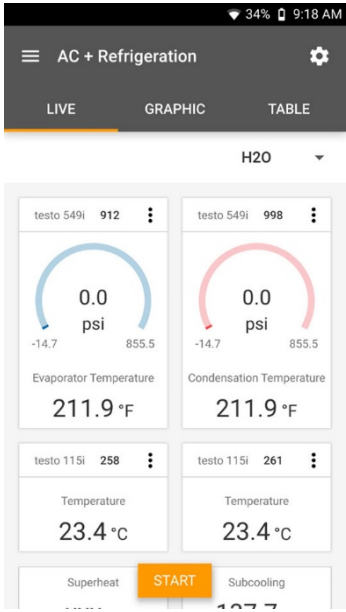 34% 9:18 AM
AC + Refrigeration
LIVE GRAPHIC TABLE
H2O
testo 549i 912
testo 549i 998
0.0
psi
-14.7 855.5
0.0
psi
-14.7 855.5
Evaporator Temperature
Condensation Temperature
211.9 °F
211.9 °F
testo 115i 258
testo 115i 261
Temperature
Temperature
23.4 °C
23.4 °C
Superheat
START
Subcooling